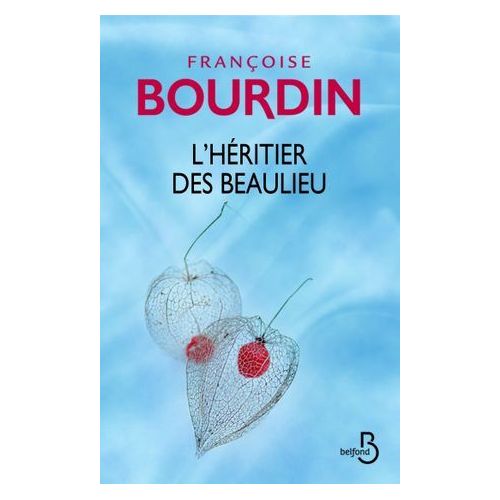 FRANÇOISE
BOURDIN
L'HÉRITIER
DES BEAULIEU
belfond